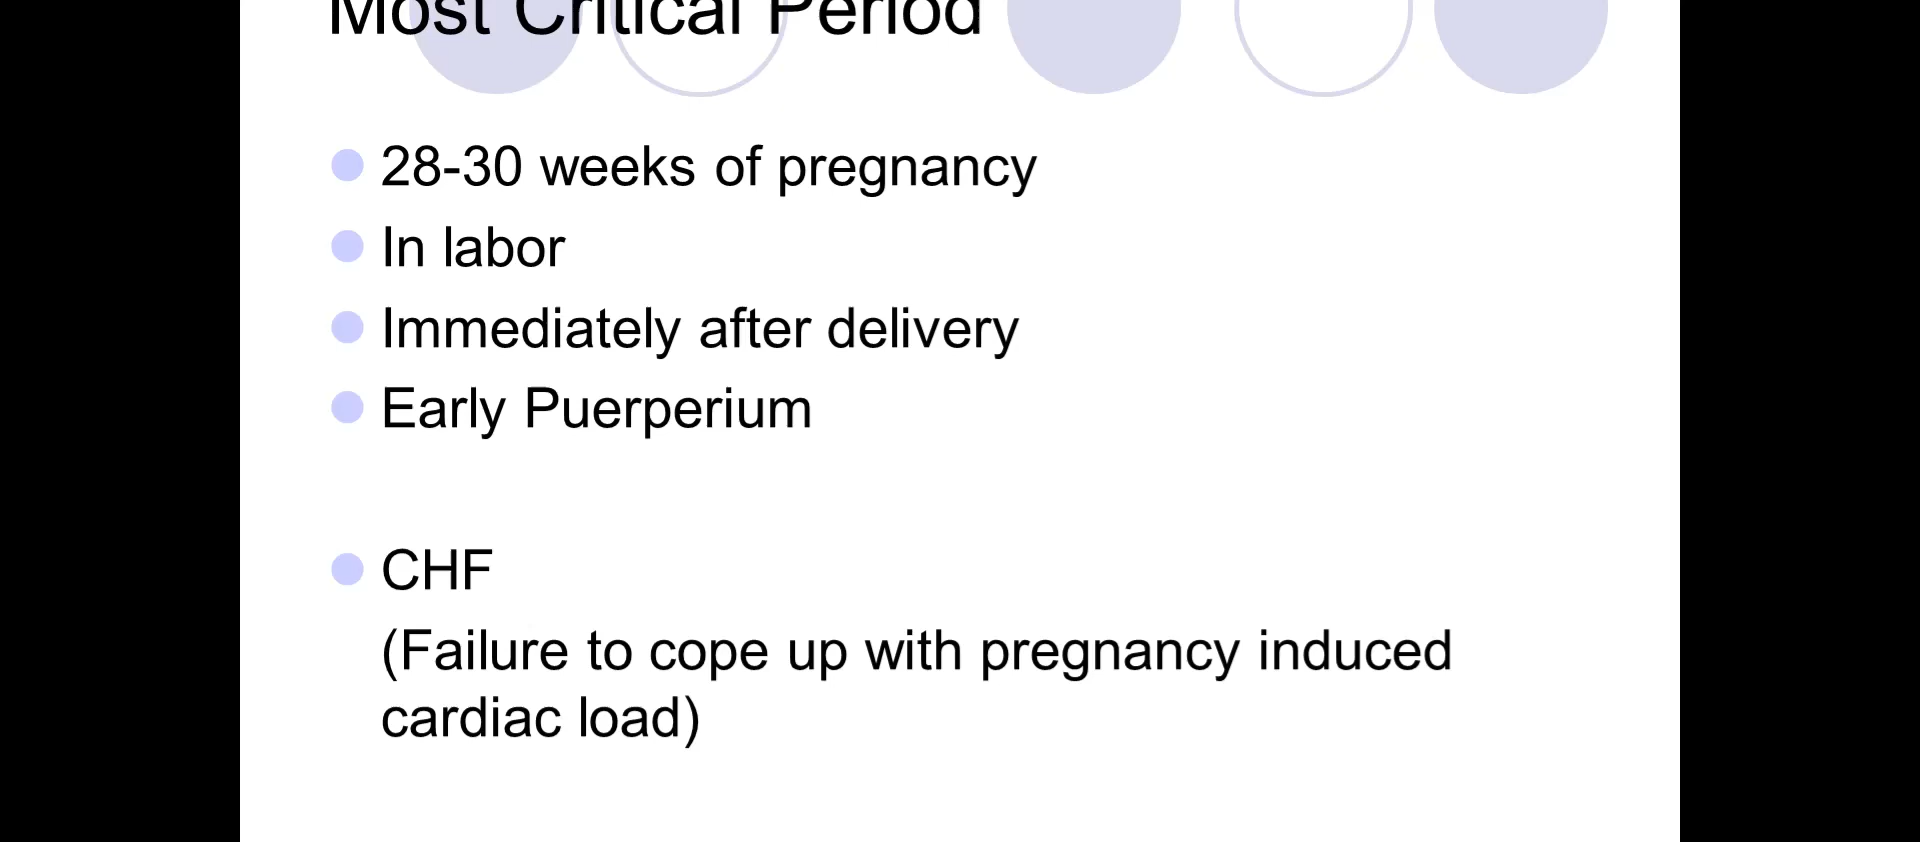 Most Critical Period
28-30 weeks of pregnancy
In labor
Immediately after delivery
Early Puerperium
CHF
(Failure to cope up with pregnancy induced
cardiac load)